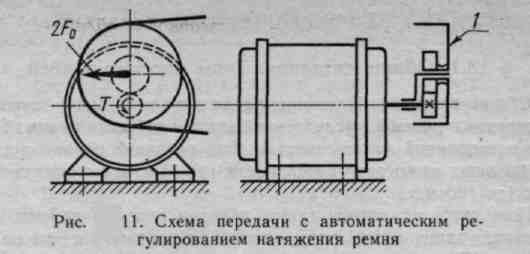 2F₀
T
1
Рис. 11. Схема передачи с автоматическим ре-
гулированием натяжения ремня